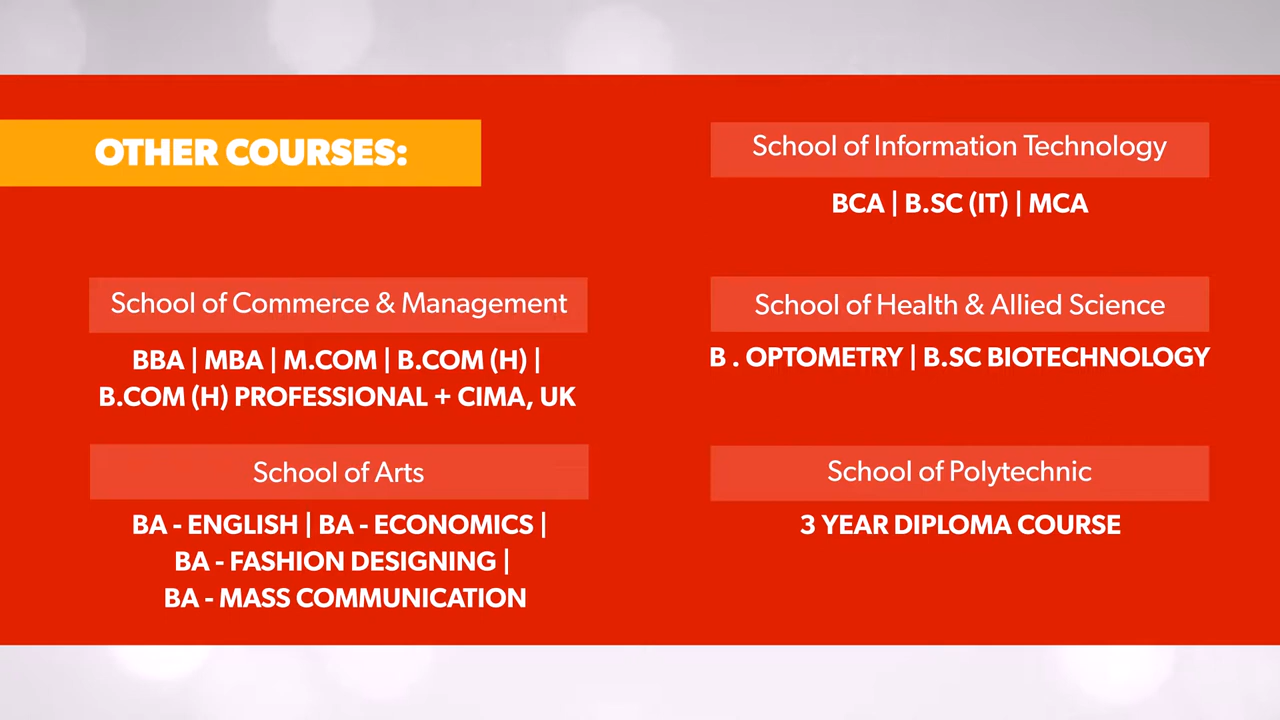 OTHER COURSES:
School of Commerce & Management
BBA | MBA | M.COM | B.COM (H) |
B.COM (H) PROFESSIONAL + CIMA, UK
School of Arts
BA - ENGLISH | BA - ECONOMICS |
BA - FASHION DESIGNING |
BA - MASS COMMUNICATION
School of Information Technology
BCA | B.SC (IT) | MCA
School of Health & Allied Science
B . OPTOMETRY | B.SC BIOTECHNOLOGY
School of Polytechnic
3 YEAR DIPLOMA COURSE